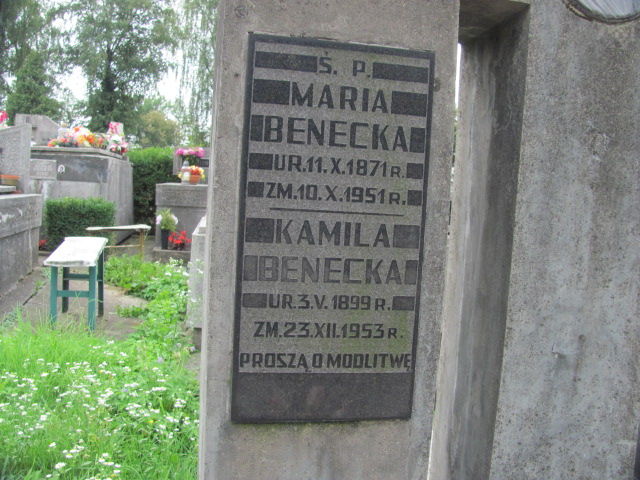 Ś. P.
MARIA
BENECKA
UR.11.X.1871 R.
ZM.10.X.1951 R.
KAMILA
BENECKA
UR.3.V.1899 R.
ZM.23.XII.1953 R.
PROSZĄ O MODLITWĘ